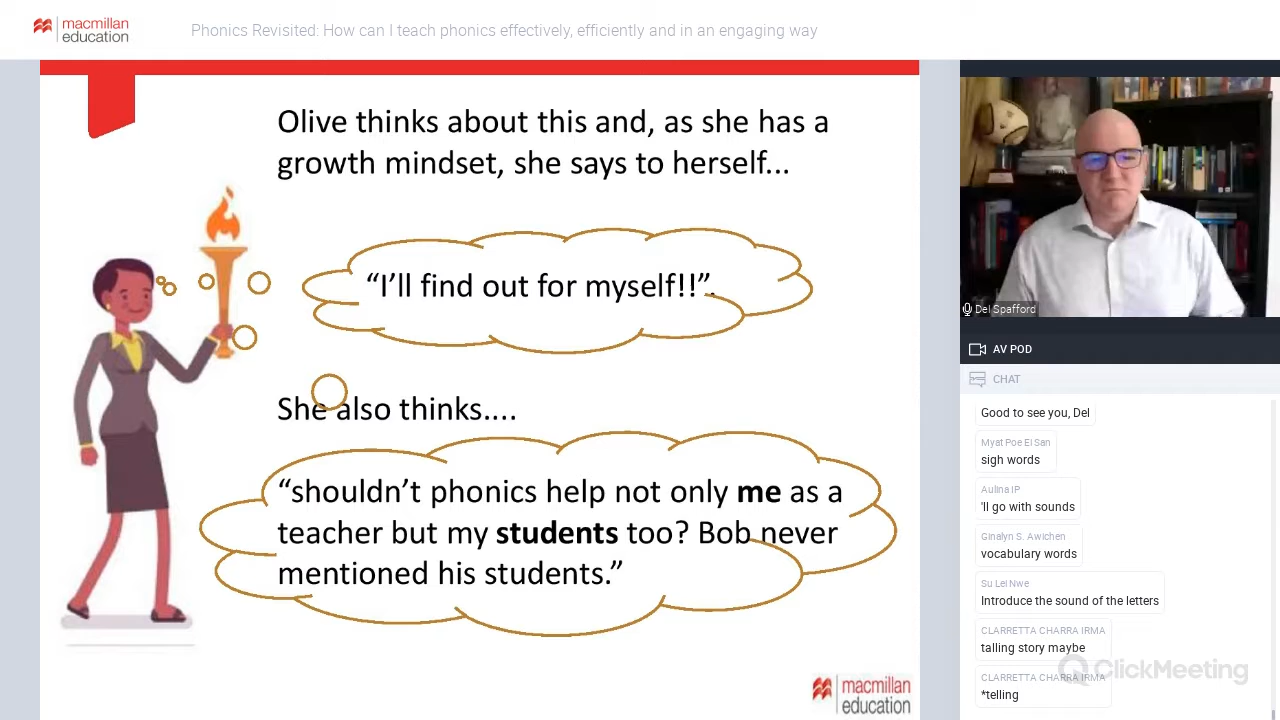 macmillan
education
Phonics Revisited: How can I teach phonics effectively, efficiently and in an engaging way
Olive thinks about this and, as she has a
growth mindset, she says to herself...
“I’ll find out for myself!!”.
She also thinks....
“shouldn’t phonics help not only me as a
teacher but my students too? Bob never
mentioned his students.”
macmillan
education
Del Spafford
AV POD
CHAT
Good to see you, Del
Myat Poe EI San
sigh words
Aulina IP
'll go with sounds
Ginalyn S. Awichen
vocabulary words
Su Lei Nwe
Introduce the sound of the letters
CLARRETTA CHARRA IRMA
talling story maybe
ClickMeeting
CLARRETTA CHARRA IRMA
*telling